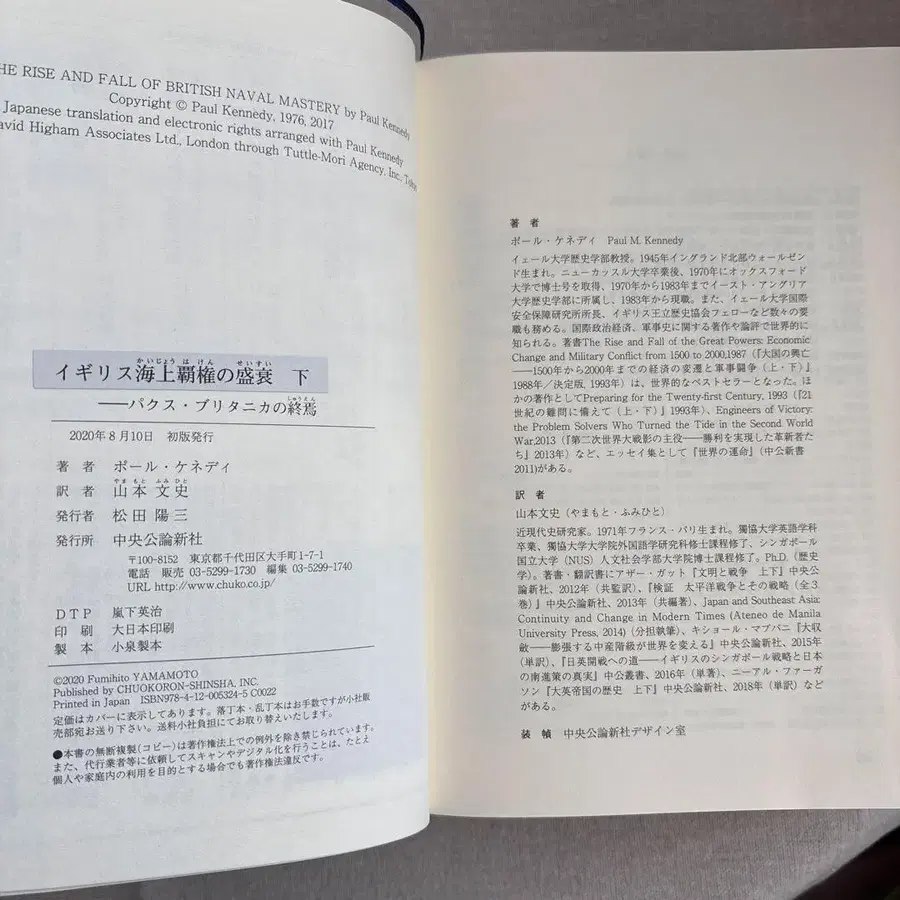 HE RISE AND FALL OF BRITISH NAVAL MASTERY by Paul Kennedy
Copyright © Paul Kennedy, 1976, 2017
Japanese translation and electronic rights arranged with Paul Kennedy
avid Higham Associates Ltd., London through Tuttle-Mori Agency, Inc.,
かいじょう は けん せいすい
イギリス海上覇権の盛衰 下
しゅうえん
──パクス・ブリタニカの終焉
2020年8月10日 初版発行
著 者 ポール・ケネディ
やま もと ふみ ひと
訳 者 山本文史
発行者 松田陽三
発行所 中央公論新社
〒100-8152 東京都千代田区大手町1-7-1
電話 販売 03-5299-1730 編集 03-5299-1740
URL http://www.chuko.co.jp/
DTP 嵐下英治
印 刷 大日本印刷
製 本 小泉製本
©2020 Fumihito YAMAMOTO
Published by CHUOKORON-SHINSHA, INC.
Printed in Japan ISBN978-4-12-005324-5 C0022
定価はカバーに表示してあります。落丁本・乱丁本はお手数ですが小社販
売部宛お送り下さい。送料小社負担にてお取り替えいたします。
●本書の無断複製(コピー)は著作権法上での例外を除き禁じられています。
また、代行業者等に依頼してスキャンやデジタル化を行うことは、たとえ
個人や家庭内の利用を目的とする場合でも著作権法違反です。
著 者
ポール・ケネディ Paul M. Kennedy
イェール大学歴史学部教授。1945年イングランド北部ウォールゼン
ド生まれ。ニューカッスル大学卒業後、1970年にオックスフォード
大学で博士号を取得、1970年から1983年までイースト・アングリア
大学歴史学部に所属し、1983年から現職。また、イェール大学国際
安全保障研究所所長、イギリス王立歴史協会フェローなど数々の要
職も務める。国際政治経済、軍事史に関する著作や論評で世界的に
知られる。著書The Rise and Fall of the Great Powers: Economic
Change and Military Conflict from 1500 to 2000,1987(『大国の興亡
──1500年から2000年までの経済の変遷と軍事闘争(上・下)』
1988年/決定版, 1993年)は、世界的なベストセラーとなった。ほ
かの著作としてPreparing for the Twenty-first Century, 1993(『21
世紀の難問に備えて(上・下)』1993年)、Engineers of Victory:
the Problem Solvers Who Turned the Tide in the Second World
War,2013(『第二次世界大戦影の主役──勝利を実現した革新者た
ち』2013年)など、エッセイ集として『世界の運命』(中公新書
2011)がある。
訳 者
山本文史(やまもと・ふみひと)
近現代史研究家。1971年フランス・パリ生まれ。獨協大学英語学科
卒業、獨協大学大学院外国語学研究科修士課程修了、シンガポール
国立大学(NUS)人文社会学部大学院博士課程修了。Ph.D.(歴史
学)。著書・翻訳書にアザー・ガット『文明と戦争 上下』中央公
論新社、2012年(共監訳)、『検証 太平洋戦争とその戦略(全3
巻)』中央公論新社、2013年(共編著)、Japan and Southeast Asia:
Continuity and Change in Modern Times (Ateneo de Manila
University Press, 2014)(分担執筆)、キショール・マブバニ『大収
斂──膨張する中産階級が世界を変える』中央公論新社、2015年
(単訳)、『日英開戦への道──イギリスのシンガポール戦略と日本
の南進策の真実』中公叢書、2016年(単著)、ニーアル・ファーガ
ソン『大英帝国の歴史 上下』中央公論新社、2018年(単訳)など
がある。
装 幀 中央公論新社デザイン室